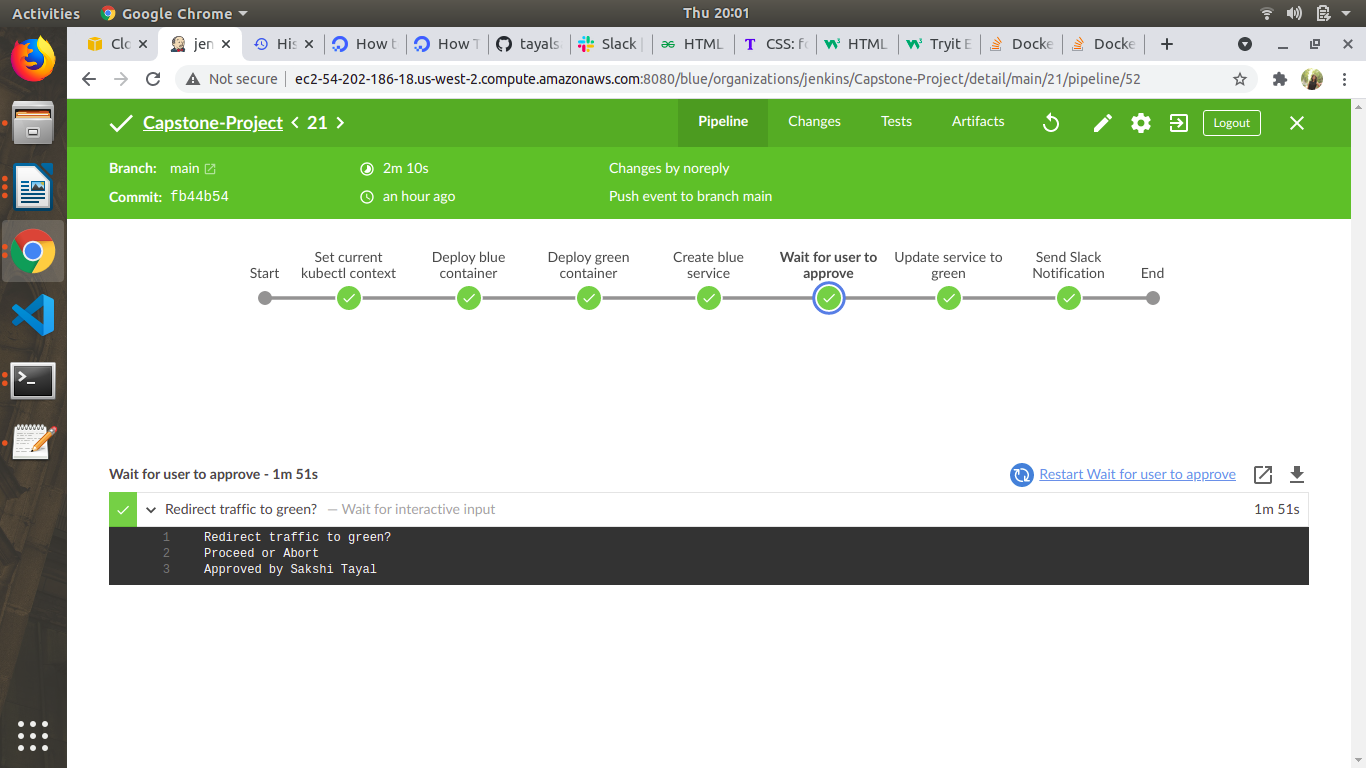 Activities Google Chrome Thu 20:01
Clo jen His How t How T tayals Slack HTML CSS: fo HTML Tryit E Docke Docke
Not secure ec2-54-202-186-18.us-west-2.compute.amazonaws.com:8080/blue/organizations/jenkins/Capstone-Project/detail/main/21/pipeline/52
Capstone-Project < 21 > Pipeline Changes Tests Artifacts Logout
Branch: main 2m 10s Changes by noreply
Commit: fb44b54 an hour ago Push event to branch main
Start
Set current
kubectl context
Deploy blue
container
Deploy green
container
Create blue
service
Wait for user to
approve
Update service to
green
Send Slack
Notification
End
Wait for user to approve - 1m 51s Restart Wait for user to approve
Redirect traffic to green? — Wait for interactive input 1m 51s
1 Redirect traffic to green?
2 Proceed or Abort
3 Approved by Sakshi Tayal